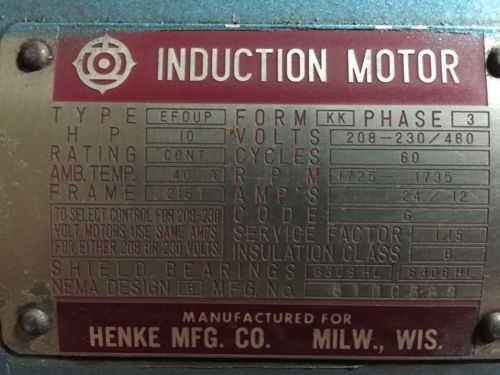 INDUCTION MOTOR
TYPE EFOUP FORM KK PHASE 3
HP 10 VOLTS 208-230/460
RATING CONT. CYCLES 60
AMB. TEMP. 40 °C RPM 1725-1735
FRAME 215T AMP'S 24/12
TO SELECT CONTROL FOR 208-230
VOLT MOTORS USE SAME AMPS
FOR EITHER 208 OR 230 VOLTS.
CODE G
SERVICE FACTOR 1.15
INSULATION CLASS B
SHIELD BEARINGS 6308 HL 6306 HL
NEMA DESIGN B MFG. No.
MANUFACTURED FOR
HENKE MFG. CO. MILW., WIS.